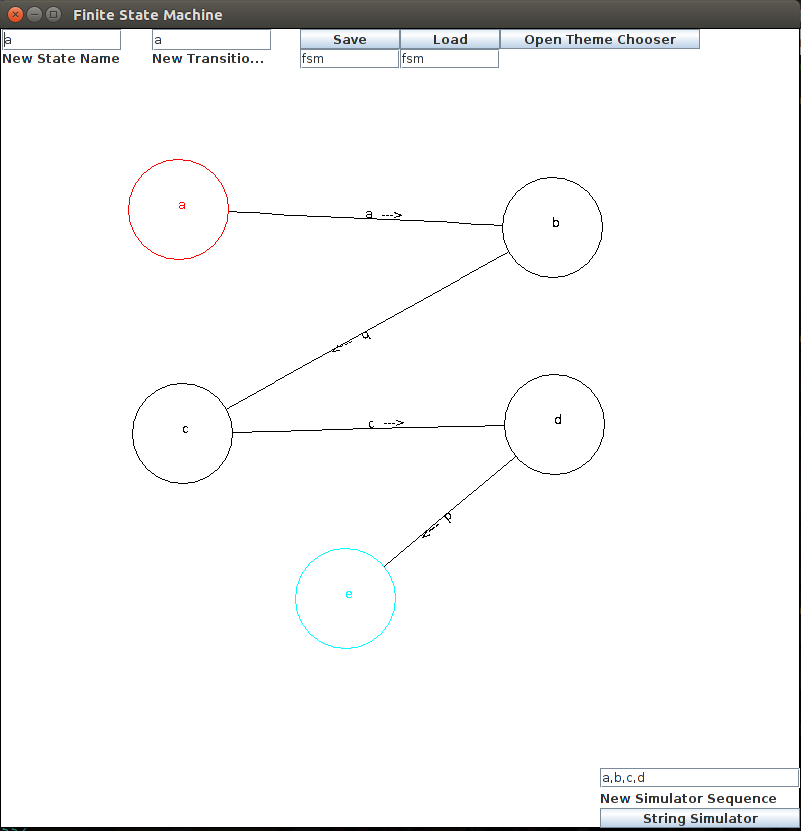 Finite State Machine
a
a
Save
Load
Open Theme Chooser
New State Name
New Transitio...
fsm
fsm
a
a --->
b
b --->
c
c --->
d
d --->
e
a,b,c,d
New Simulator Sequence
String Simulator